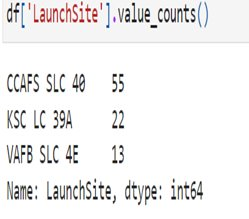 df['LaunchSite'].value_counts()
CCAFS SLC 40    55
KSC LC 39A      22
VAFB SLC 4E     13
Name: LaunchSite, dtype: int64